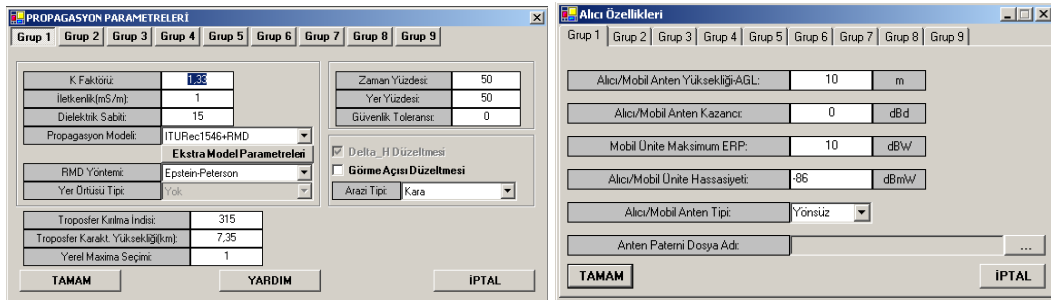 PROPAGASYON PARAMETRELERİ
Grup 1 Grup 2 Grup 3 Grup 4 Grup 5 Grup 6 Grup 7 Grup 8 Grup 9
K Faktörü: 1,33
İletkenlik(mS/m): 1
Dielektrik Sabiti: 15
Propagasyon Modeli: ITURec1546+RMD
Ekstra Model Parametreleri
RMD Yöntemi: Epstein-Peterson
Yer Örtüsü Tipi: Yok
Zaman Yüzdesi: 50
Yer Yüzdesi: 50
Güvenlik Toleransı: 0
Delta_H Düzeltmesi
Görme Açısı Düzeltmesi
Arazi Tipi: Kara
Troposfer Kırılma İndisi: 315
Troposfer Karakt. Yüksekliği(km): 7,35
Yerel Maxima Seçimi: 1
TAMAM YARDIM İPTAL
Alıcı Özellikleri
Grup 1 Grup 2 Grup 3 Grup 4 Grup 5 Grup 6 Grup 7 Grup 8 Grup 9
Alıcı/Mobil Anten Yüksekliği-AGL: 10 m
Alıcı/Mobil Anten Kazancı: 0 dBd
Mobil Ünite Maksimum ERP: 10 dBW
Alıcı/Mobil Ünite Hassasiyeti: -86 dBmW
Alıcı/Mobil Anten Tipi: Yönsüz
Anten Paterni Dosya Adı: ...
TAMAM İPTAL